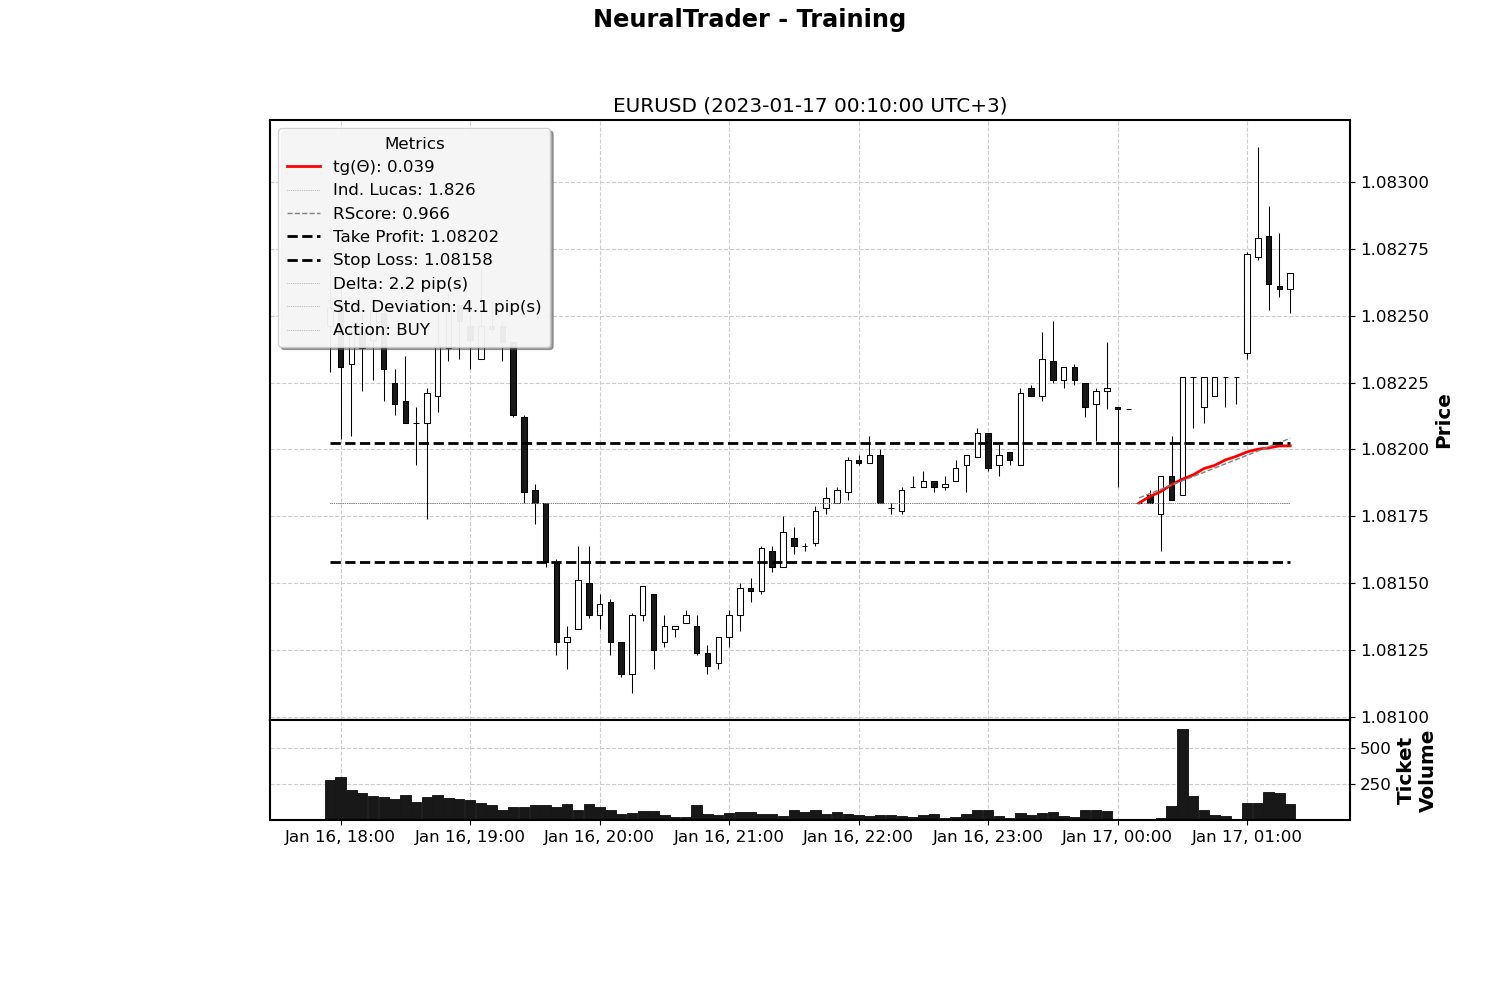 NeuralTrader - Training
EURUSD (2023-01-17 00:10:00 UTC+3)
Metrics
tg(Θ): 0.039
Ind. Lucas: 1.826
RScore: 0.966
Take Profit: 1.08202
Stop Loss: 1.08158
Delta: 2.2 pip(s)
Std. Deviation: 4.1 pip(s)
Action: BUY
1.08300
1.08275
1.08250
1.08225
1.08200
1.08175
1.08150
1.08125
1.08100
Price
500
250
Ticket
Volume
Jan 16, 18:00
Jan 16, 19:00
Jan 16, 20:00
Jan 16, 21:00
Jan 16, 22:00
Jan 16, 23:00
Jan 17, 00:00
Jan 17, 01:00